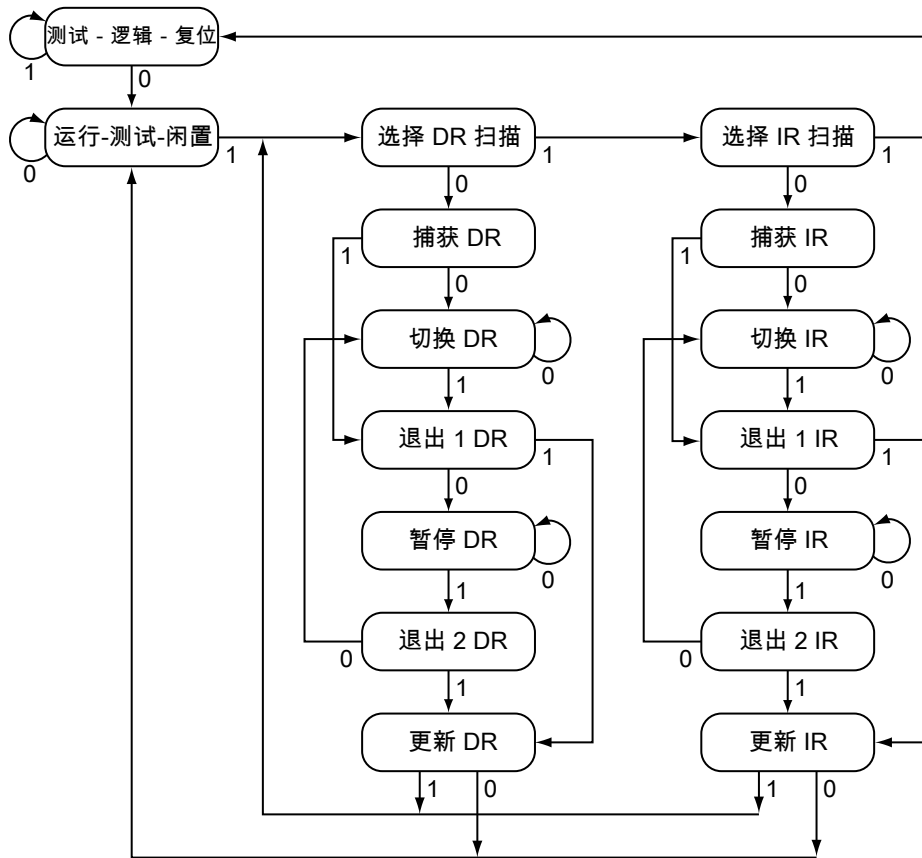 测试 - 逻辑 - 复位
1
0
运行-测试-闲置
0
1
选择 DR 扫描
1
选择 IR 扫描
1
0
0
捕获 DR
捕获 IR
1
0
1
0
切换 DR
切换 IR
0
0
1
1
退出 1 DR
1
退出 1 IR
1
0
0
暂停 DR
暂停 IR
0
0
1
1
退出 2 DR
退出 2 IR
0
0
1
1
更新 DR
更新 IR
1
0
1
0